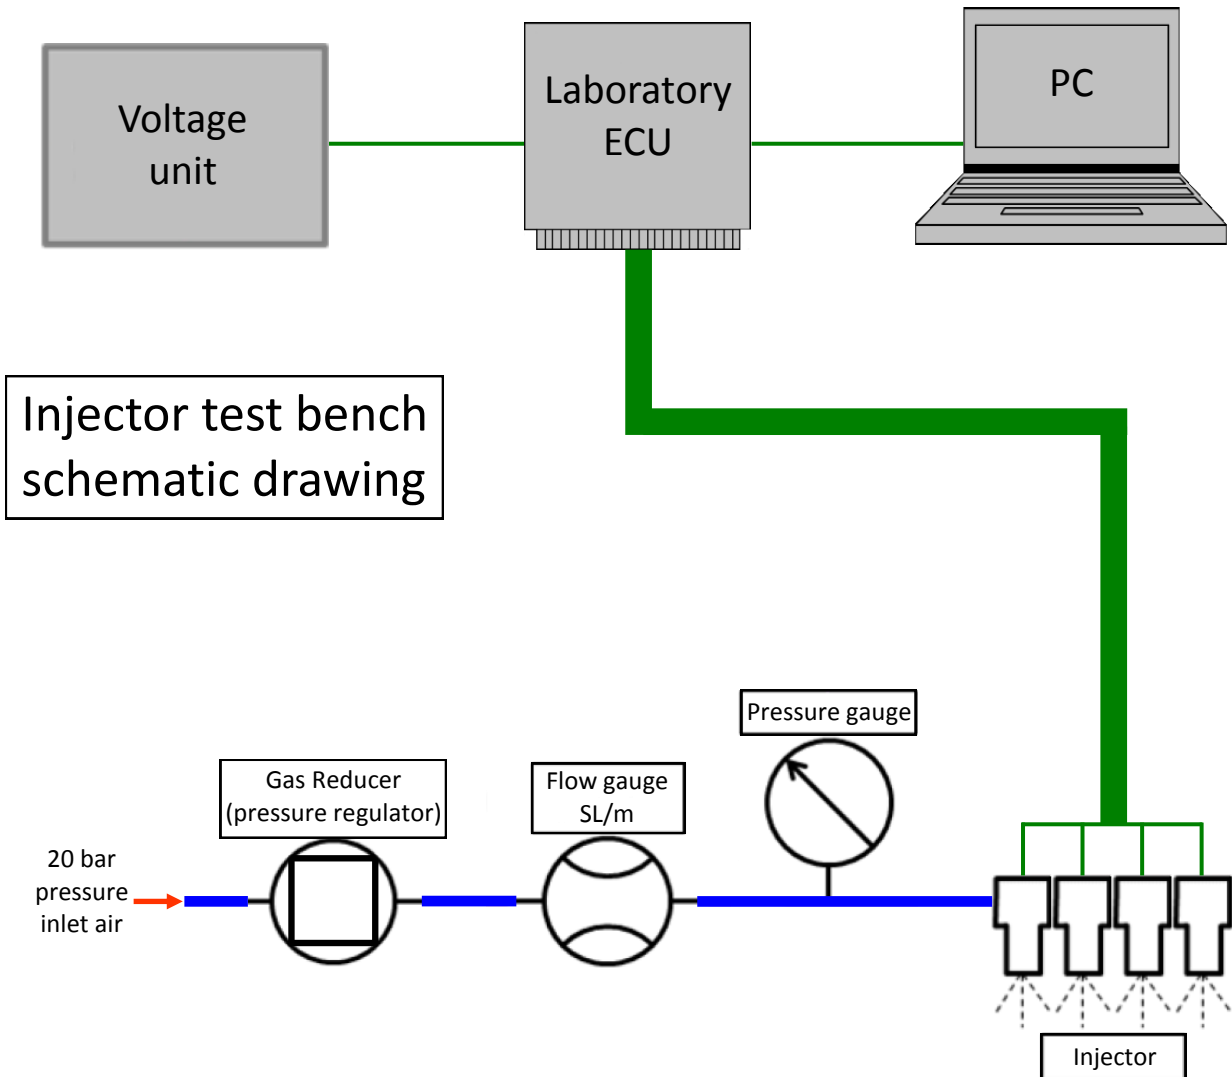 Voltage
unit
Laboratory
ECU
PC
Injector test bench
schematic drawing
Pressure gauge
Gas Reducer
(pressure regulator)
Flow gauge
SL/m
20 bar
pressure
inlet air
Injector